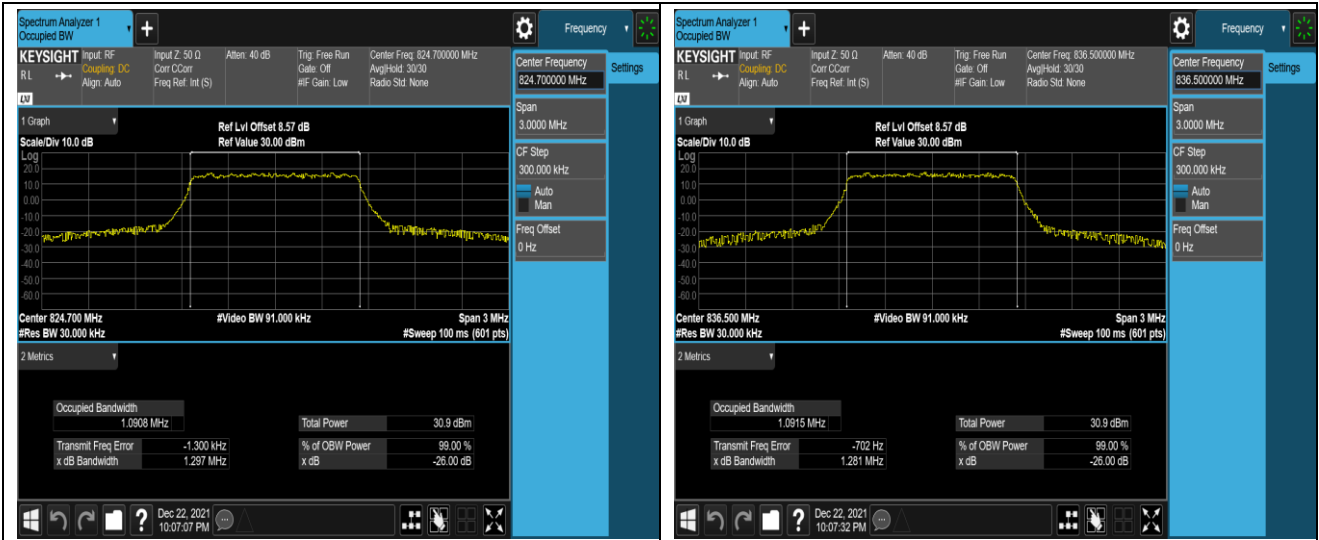 Spectrum Analyzer 1
Occupied BW
+
Frequency
KEYSIGHT Input: RF Input Z: 50 Ω Atten: 40 dB Trig: Free Run Center Freq: 824.700000 MHz
Coupling: DC Corr CCorr Gate: Off Avg|Hold: 30/30
RL Align: Auto Freq Ref: Int (S) #IF Gain: Low Radio Std: None
LXI
Center Frequency
824.700000 MHz
Settings
Span
3.0000 MHz
CF Step
300.000 kHz
Auto
Man
Freq Offset
0 Hz
1 Graph
Ref Lvl Offset 8.57 dB
Scale/Div 10.0 dB Ref Value 30.00 dBm
Log
20.0
10.0
0.00
-10.0
-20.0
-30.0
-40.0
-50.0
-60.0
Center 824.700 MHz #Video BW 91.000 kHz Span 3 MHz
#Res BW 30.000 kHz #Sweep 100 ms (601 pts)
2 Metrics
Occupied Bandwidth
1.0908 MHz Total Power 30.9 dBm
Transmit Freq Error -1.300 kHz % of OBW Power 99.00 %
x dB Bandwidth 1.297 MHz x dB -26.00 dB
? Dec 22, 2021
10:07:07 PM
Spectrum Analyzer 1
Occupied BW
+
Frequency
KEYSIGHT Input: RF Input Z: 50 Ω Atten: 40 dB Trig: Free Run Center Freq: 836.500000 MHz
Coupling: DC Corr CCorr Gate: Off Avg|Hold: 30/30
RL Align: Auto Freq Ref: Int (S) #IF Gain: Low Radio Std: None
LXI
Center Frequency
836.500000 MHz
Settings
Span
3.0000 MHz
CF Step
300.000 kHz
Auto
Man
Freq Offset
0 Hz
1 Graph
Ref Lvl Offset 8.57 dB
Scale/Div 10.0 dB Ref Value 30.00 dBm
Log
20.0
10.0
0.00
-10.0
-20.0
-30.0
-40.0
-50.0
-60.0
Center 836.500 MHz #Video BW 91.000 kHz Span 3 MHz
#Res BW 30.000 kHz #Sweep 100 ms (601 pts)
2 Metrics
Occupied Bandwidth
1.0915 MHz Total Power 30.9 dBm
Transmit Freq Error -702 Hz % of OBW Power 99.00 %
x dB Bandwidth 1.281 MHz x dB -26.00 dB
? Dec 22, 2021
10:07:32 PM